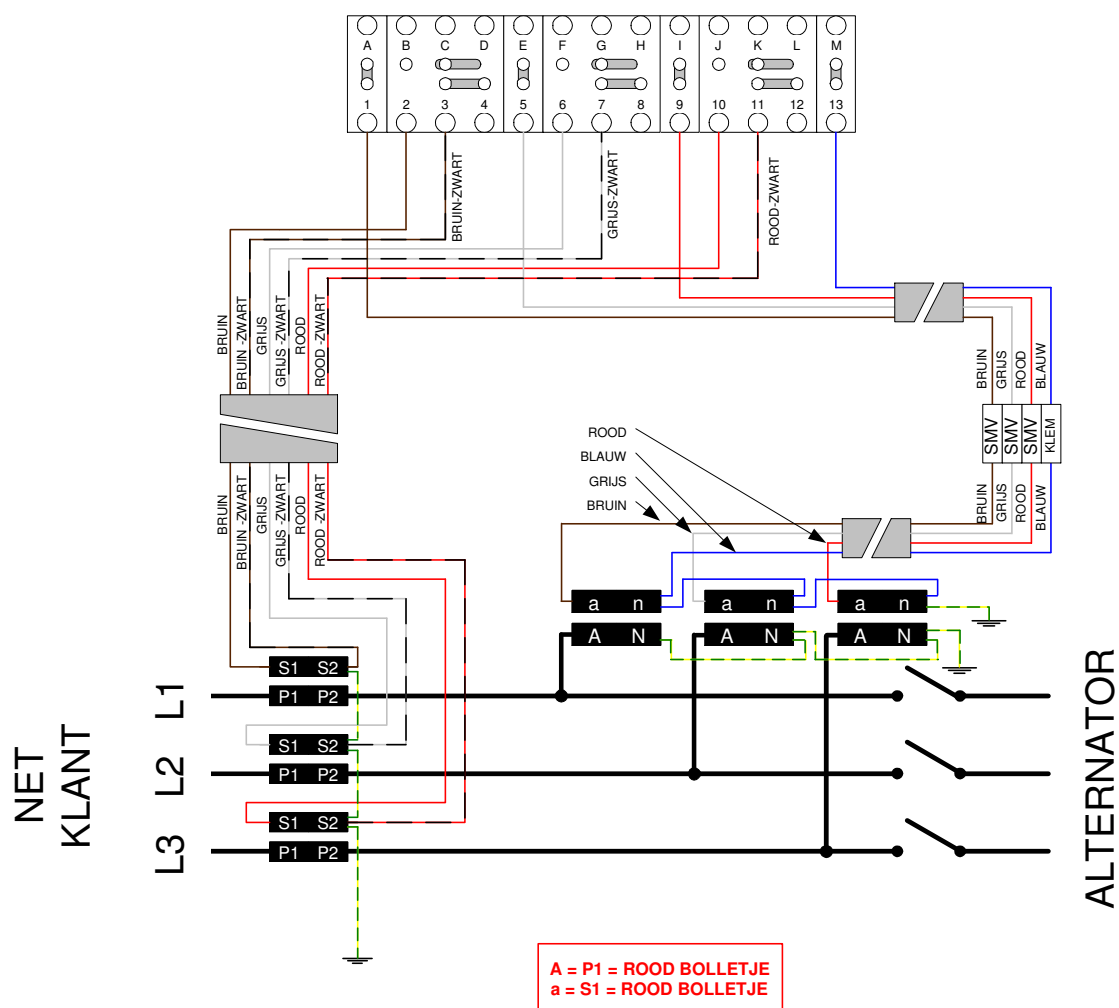 A B C D E F G H I J K L M
1 2 3 4 5 6 7 8 9 10 11 12 13
BRUIN-ZWART
GRIJS-ZWART
ROOD-ZWART
BRUIN
BRUIN -ZWART
GRIJS
GRIJS -ZWART
ROOD
ROOD -ZWART
BRUIN
GRIJS
ROOD
BLAUW
SMV
SMV
SMV
KLEM
BRUIN
BRUIN -ZWART
GRIJS
GRIJS -ZWART
ROOD
ROOD -ZWART
ROOD
BLAUW
GRIJS
BRUIN
BRUIN
GRIJS
ROOD
BLAUW
a n
a n
a n
A N
A N
A N
S1 S2
L1
P1 P2
S1 S2
L2
P1 P2
S1 S2
L3
P1 P2
NET
KLANT
ALTERNATOR
A = P1 = ROOD BOLLETJE
a = S1 = ROOD BOLLETJE